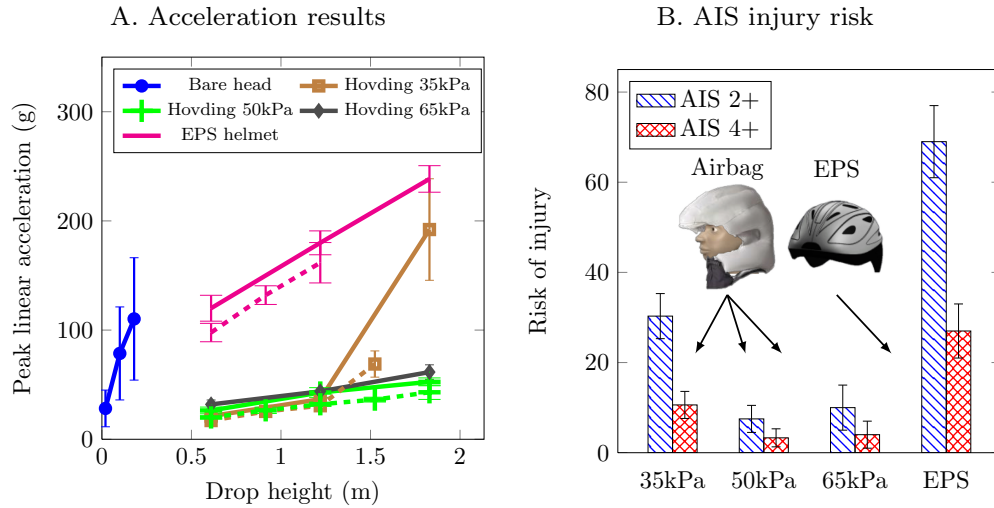 A. Acceleration results
Peak linear acceleration (g)
300
200
100
0
Bare head
Hovding 35kPa
Hovding 50kPa
Hovding 65kPa
EPS helmet
0
0.5
1
1.5
2
Drop height (m)
B. AIS injury risk
Risk of injury
80
60
40
20
0
AIS 2+
AIS 4+
Airbag
EPS
35kPa
50kPa
65kPa
EPS